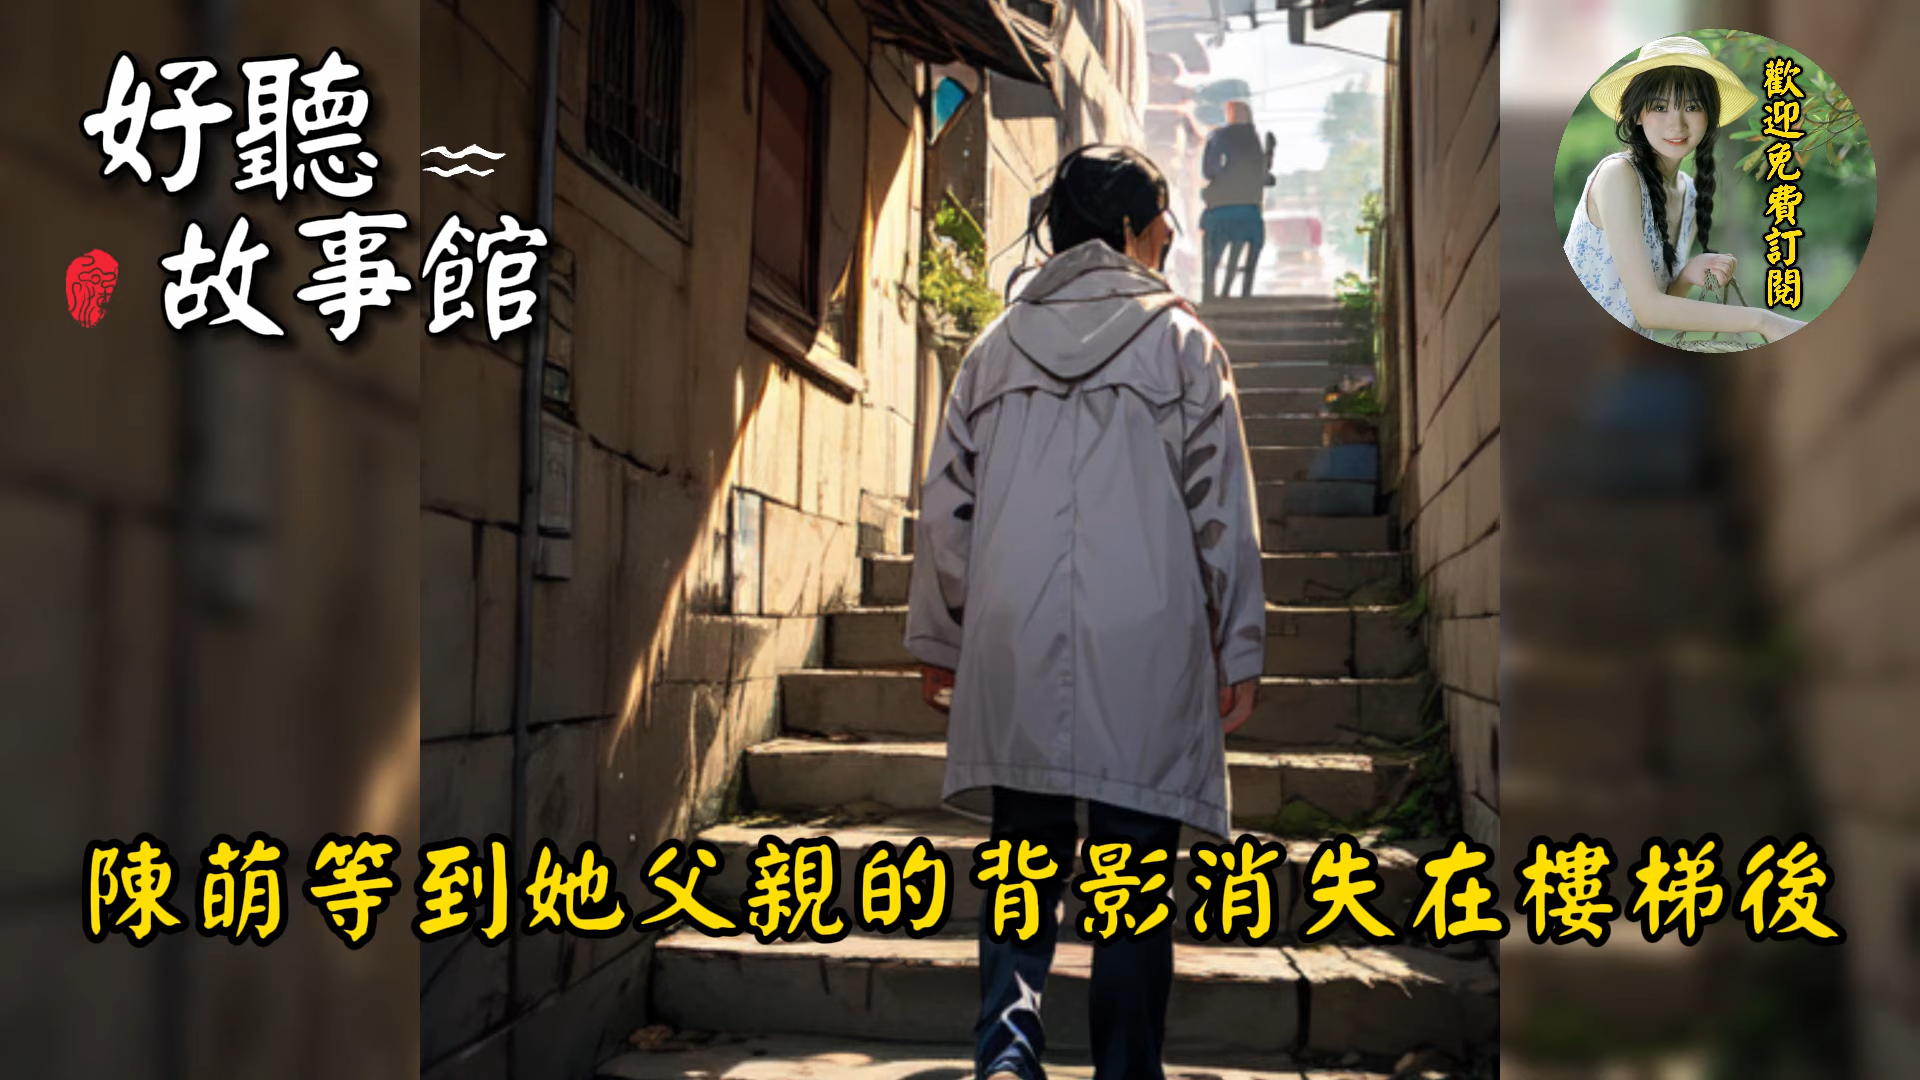 好聽
故事館
歡迎免費訂閱
陳萌等到她父親的背影消失在樓梯後